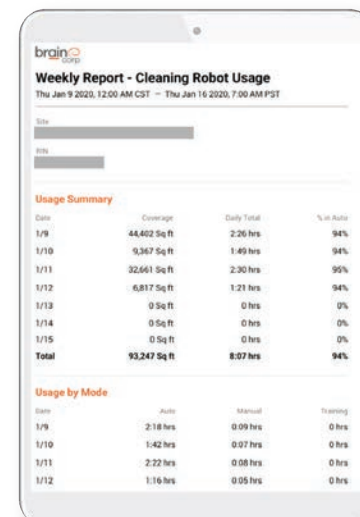 brain
corp
Weekly Report - Cleaning Robot Usage
Thu Jan 9 2020, 12:00 AM CST – Thu Jan 16 2020, 7:00 AM PST
Site
Usage Summary
Date Coverage Daily Total % in Auto
1/9 44,402 Sq ft 2:26 hrs 94%
1/10 9,367 Sq ft 1:49 hrs 94%
1/11 32,661 Sq ft 2:30 hrs 95%
1/12 6,817 Sq ft 1:21 hrs 94%
1/13 0 Sq ft 0 hrs 0%
1/14 0 Sq ft 0 hrs 0%
1/15 0 Sq ft 0 hrs 0%
Total 93,247 Sq ft 8:07 hrs 94%
Usage by Mode
Date Auto Manual Training
1/9 2:18 hrs 0:09 hrs 0 hrs
1/10 1:42 hrs 0:07 hrs 0 hrs
1/11 2:22 hrs 0:08 hrs 0 hrs
1/12 1:16 hrs 0:05 hrs 0 hrs